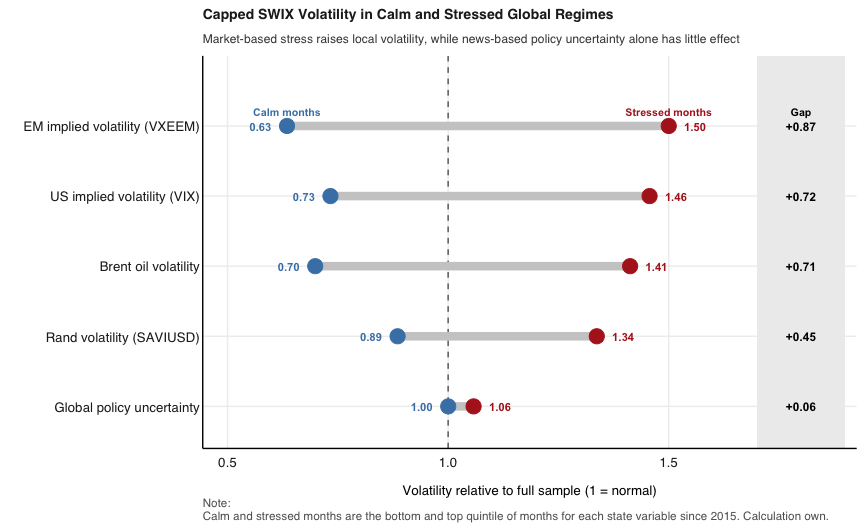 Capped SWIX Volatility in Calm and Stressed Global Regimes
Market-based stress raises local volatility, while news-based policy uncertainty alone has little effect
Calm months Stressed months Gap
EM implied volatility (VXEEM) 0.63 1.50 +0.87
US implied volatility (VIX) 0.73 1.46 +0.72
Brent oil volatility 0.70 1.41 +0.71
Rand volatility (SAVIUSD) 0.89 1.34 +0.45
Global policy uncertainty 1.00 1.06 +0.06
0.5 1.0 1.5
Volatility relative to full sample (1 = normal)
Note:
Calm and stressed months are the bottom and top quintile of months for each state variable since 2015. Calculation own.